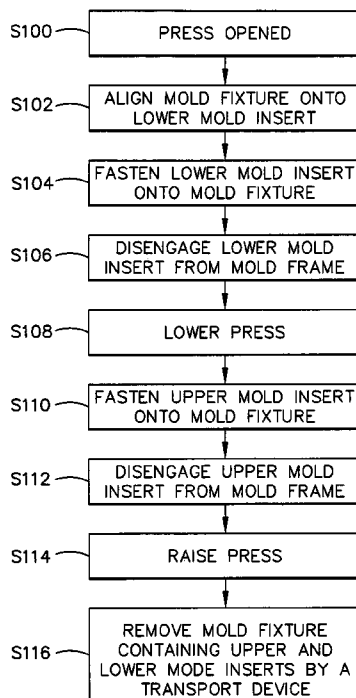 S100
PRESS OPENED
S102
ALIGN MOLD FIXTURE ONTO
LOWER MOLD INSERT
S104
FASTEN LOWER MOLD INSERT
ONTO MOLD FIXTURE
S106
DISENGAGE LOWER MOLD
INSERT FROM MOLD FRAME
S108
LOWER PRESS
S110
FASTEN UPPER MOLD INSERT
ONTO MOLD FIXTURE
S112
DISENGAGE UPPER MOLD
INSERT FROM MOLD FRAME
S114
RAISE PRESS
S116
REMOVE MOLD FIXTURE
CONTAINING UPPER AND
LOWER MODE INSERTS BY A
TRANSPORT DEVICE